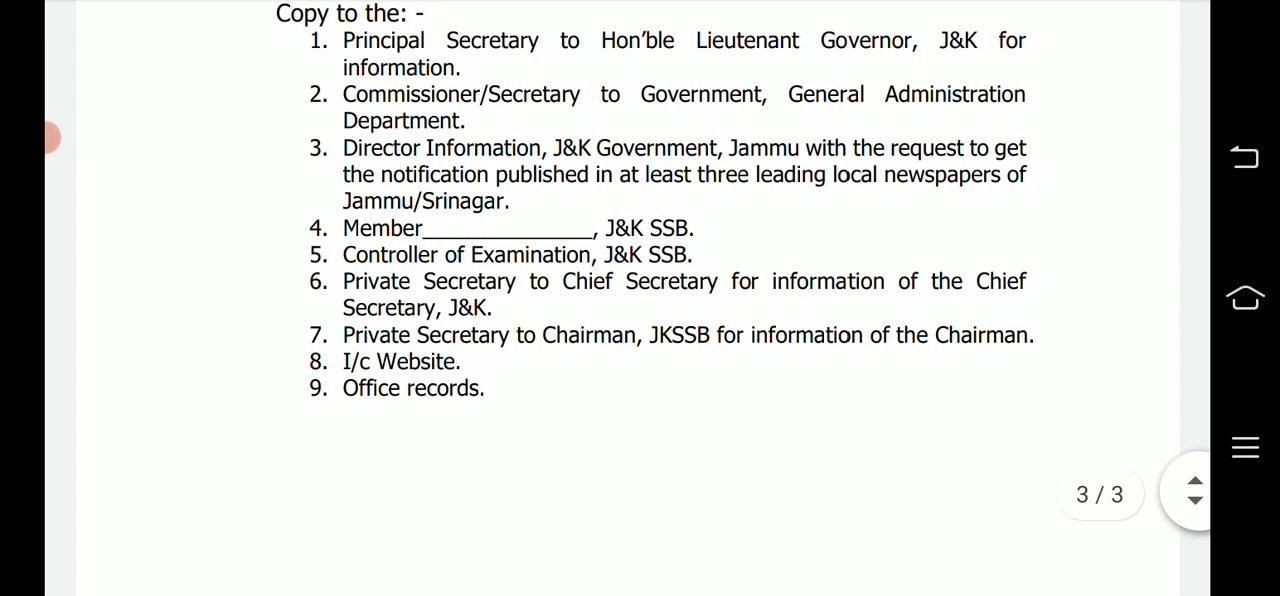 Copy to the: -
1. Principal Secretary to Hon'ble Lieutenant Governor, J&K for
information.
2. Commissioner/Secretary to Government, General Administration
Department.
3. Director Information, J&K Government, Jammu with the request to get
the notification published in at least three leading local newspapers of
Jammu/Srinagar.
4. Member_______________, J&K SSB.
5. Controller of Examination, J&K SSB.
6. Private Secretary to Chief Secretary for information of the Chief
Secretary, J&K.
7. Private Secretary to Chairman, JKSSB for information of the Chairman.
8. I/c Website.
9. Office records.
3 / 3